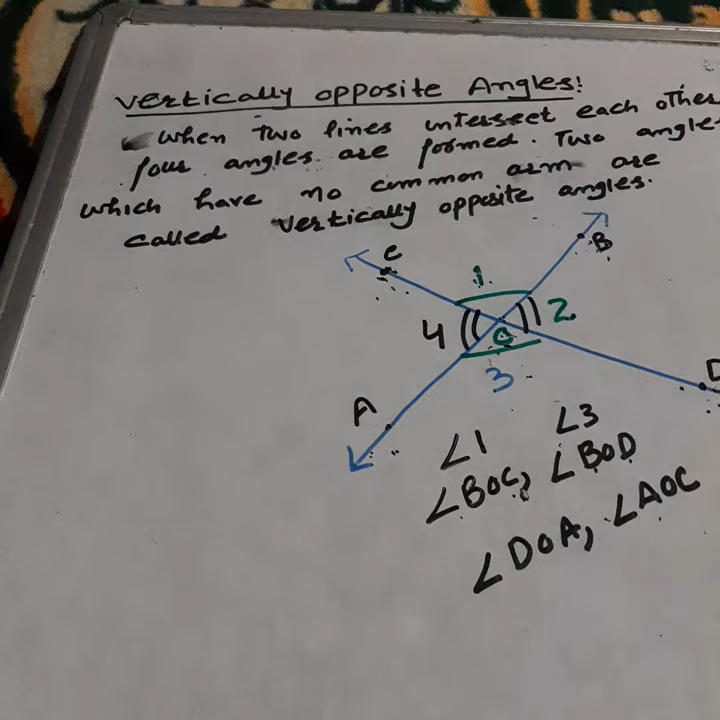 Vertically opposite Angles!
when two lines intersect each other
four angles are formed. Two angles
which have no common arm are
called vertically opposite angles.
C
B
1
4
2
O
3
A
D
∠1 ∠3
∠BOC, ∠BOD
∠DOA, ∠AOC